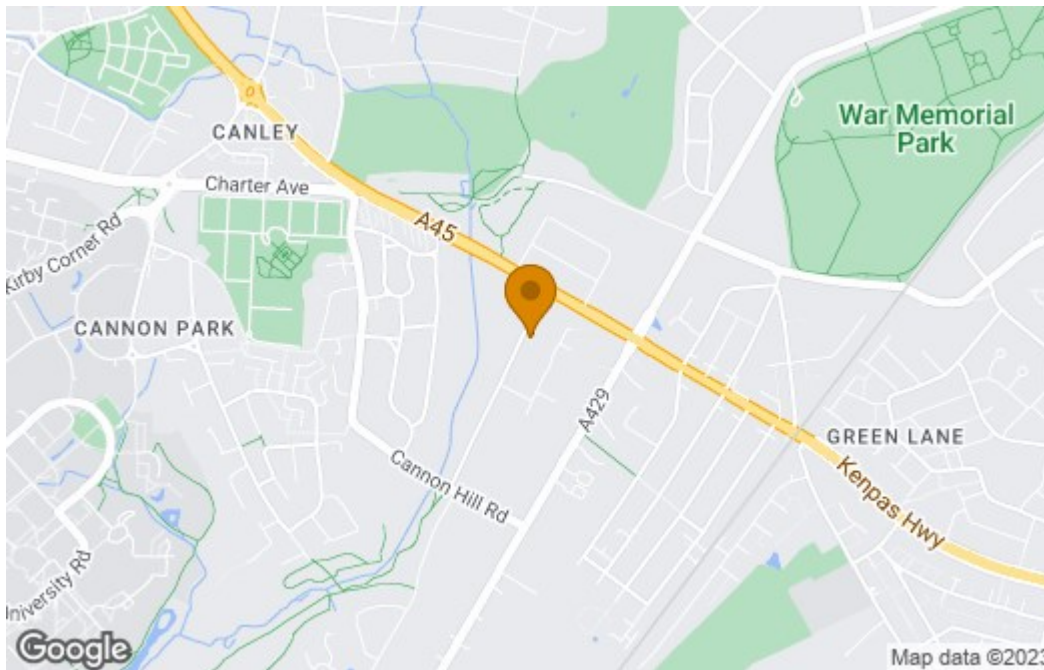 War Memorial
Park
CANLEY
Charter Ave
A45
Kirby Corner Rd
CANNON PARK
A429
GREEN LANE
Kenpas Hwy
Cannon Hill Rd
University Rd
Google
Map data ©2023